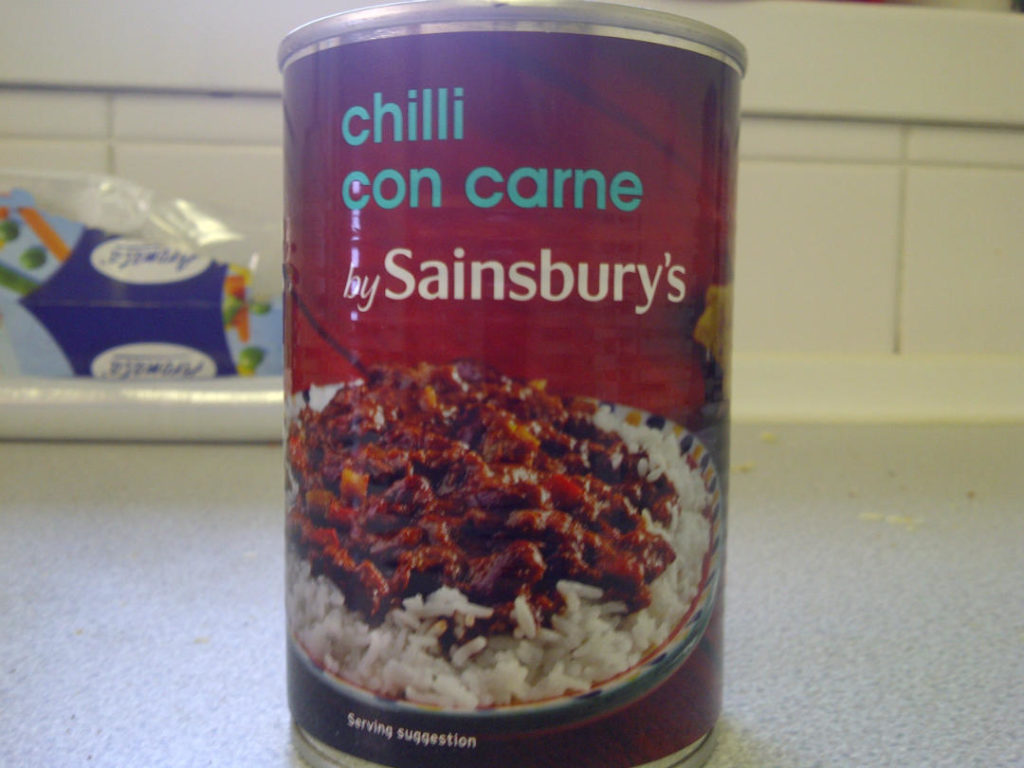 chilli
con carne
by Sainsbury's
Serving suggestion